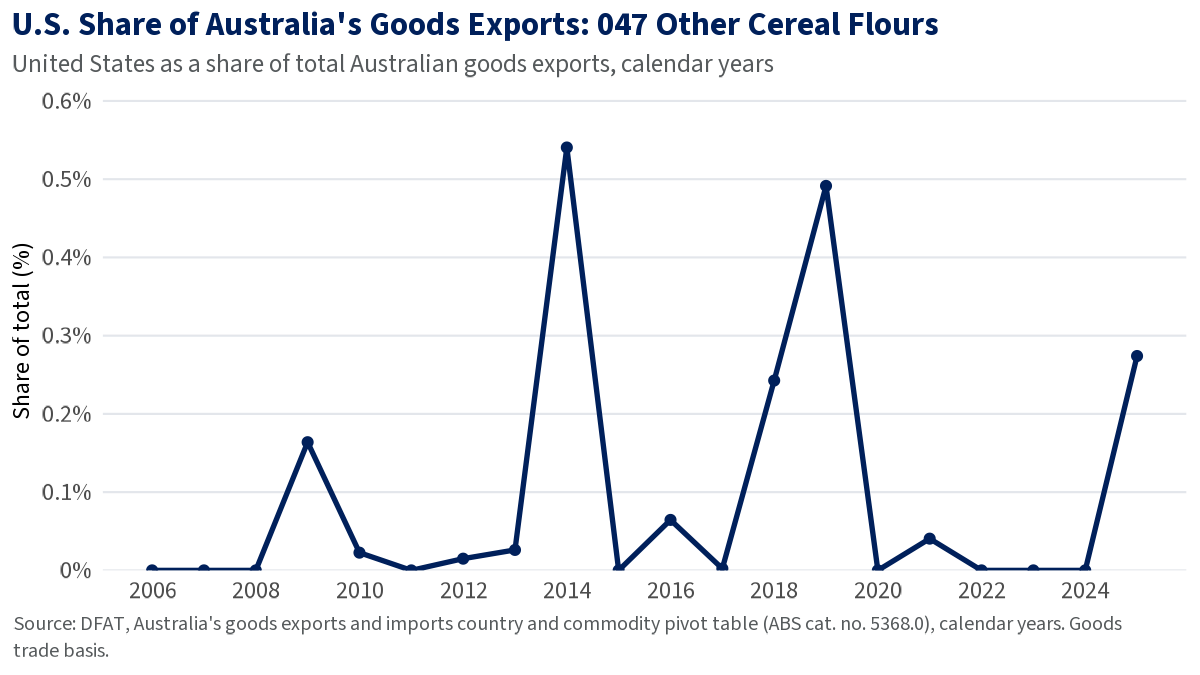 U.S. Share of Australia's Goods Exports: 047 Other Cereal Flours
United States as a share of total Australian goods exports, calendar years
Share of total (%)
0.6%
0.5%
0.4%
0.3%
0.2%
0.1%
0%
2006 2008 2010 2012 2014 2016 2018 2020 2022 2024
Source: DFAT, Australia's goods exports and imports country and commodity pivot table (ABS cat. no. 5368.0), calendar years. Goods
trade basis.